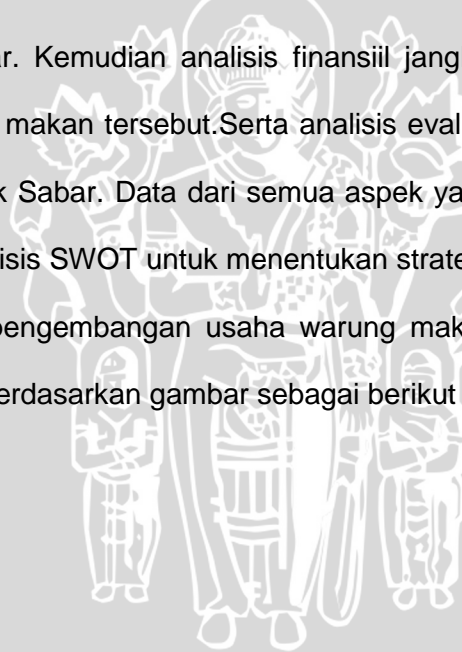 ar. Kemudian analisis finansiil jang
makan tersebut.Serta analisis eval
k Sabar. Data dari semua aspek ya
isis SWOT untuk menentukan strate
pengembangan usaha warung mak
erdasarkan gambar sebagai berikut